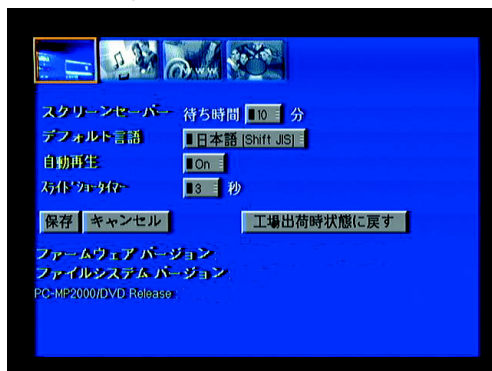 www
スクリーンセーバー 待ち時間 10 分
デフォルト言語 日本語 (Shift JIS)
自動再生 On
スライドショータイマー 3 秒
保存 キャンセル 工場出荷時状態に戻す
ファームウェア バージョン
ファイルシステム バージョン
PC-MP2000/DVD Release